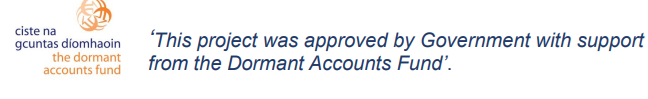 ciste na
gcuntas díomhaoin
the dormant
accounts fund
‘This project was approved by Government with support
from the Dormant Accounts Fund’.